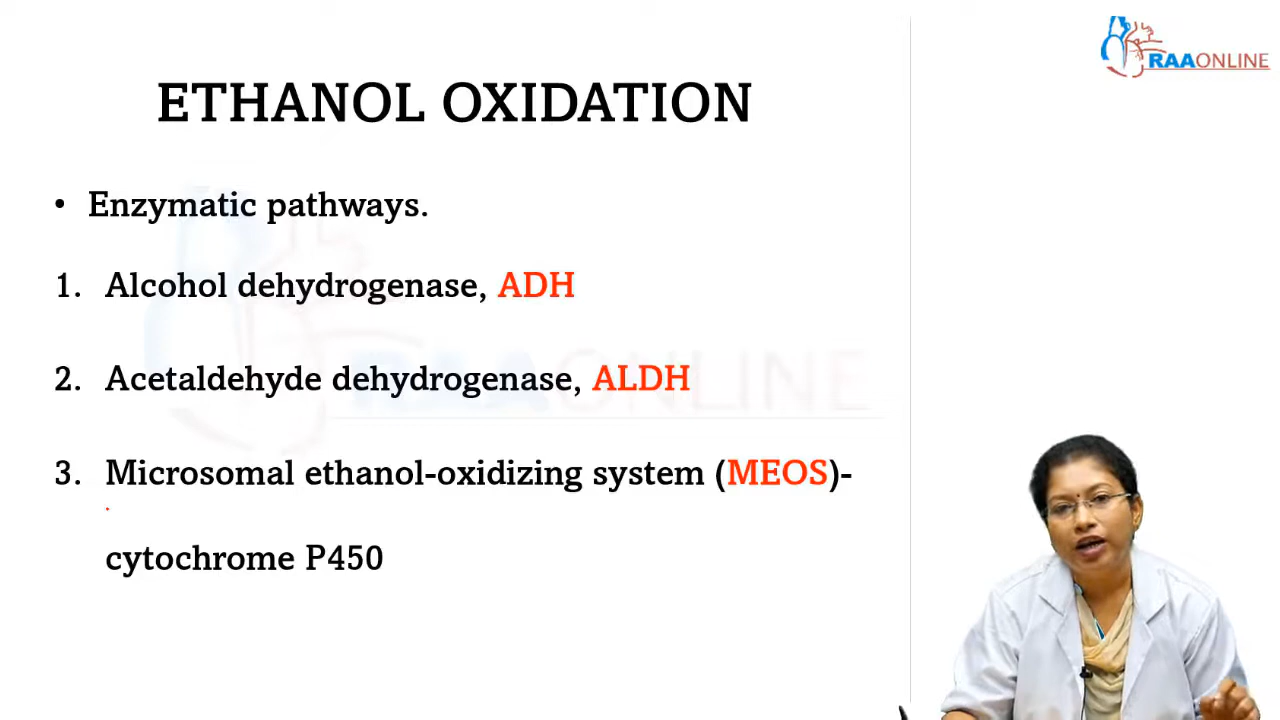 RAAONLINE
ETHANOL OXIDATION
• Enzymatic pathways.
1. Alcohol dehydrogenase, ADH
2. Acetaldehyde dehydrogenase, ALDH
3. Microsomal ethanol-oxidizing system (MEOS)-
cytochrome P450
RAAONLINE